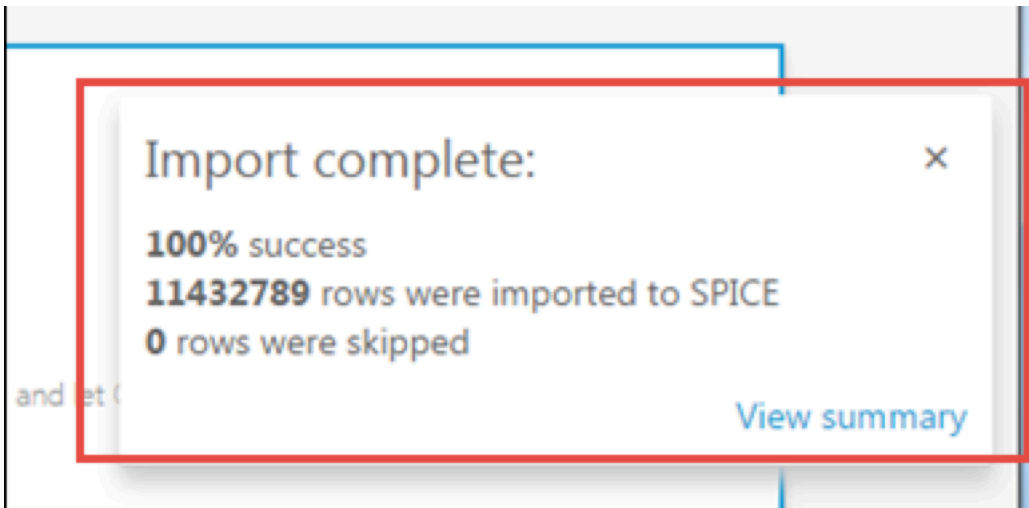 Import complete:
100% success
11432789 rows were imported to SPICE
0 rows were skipped
and let
View summary